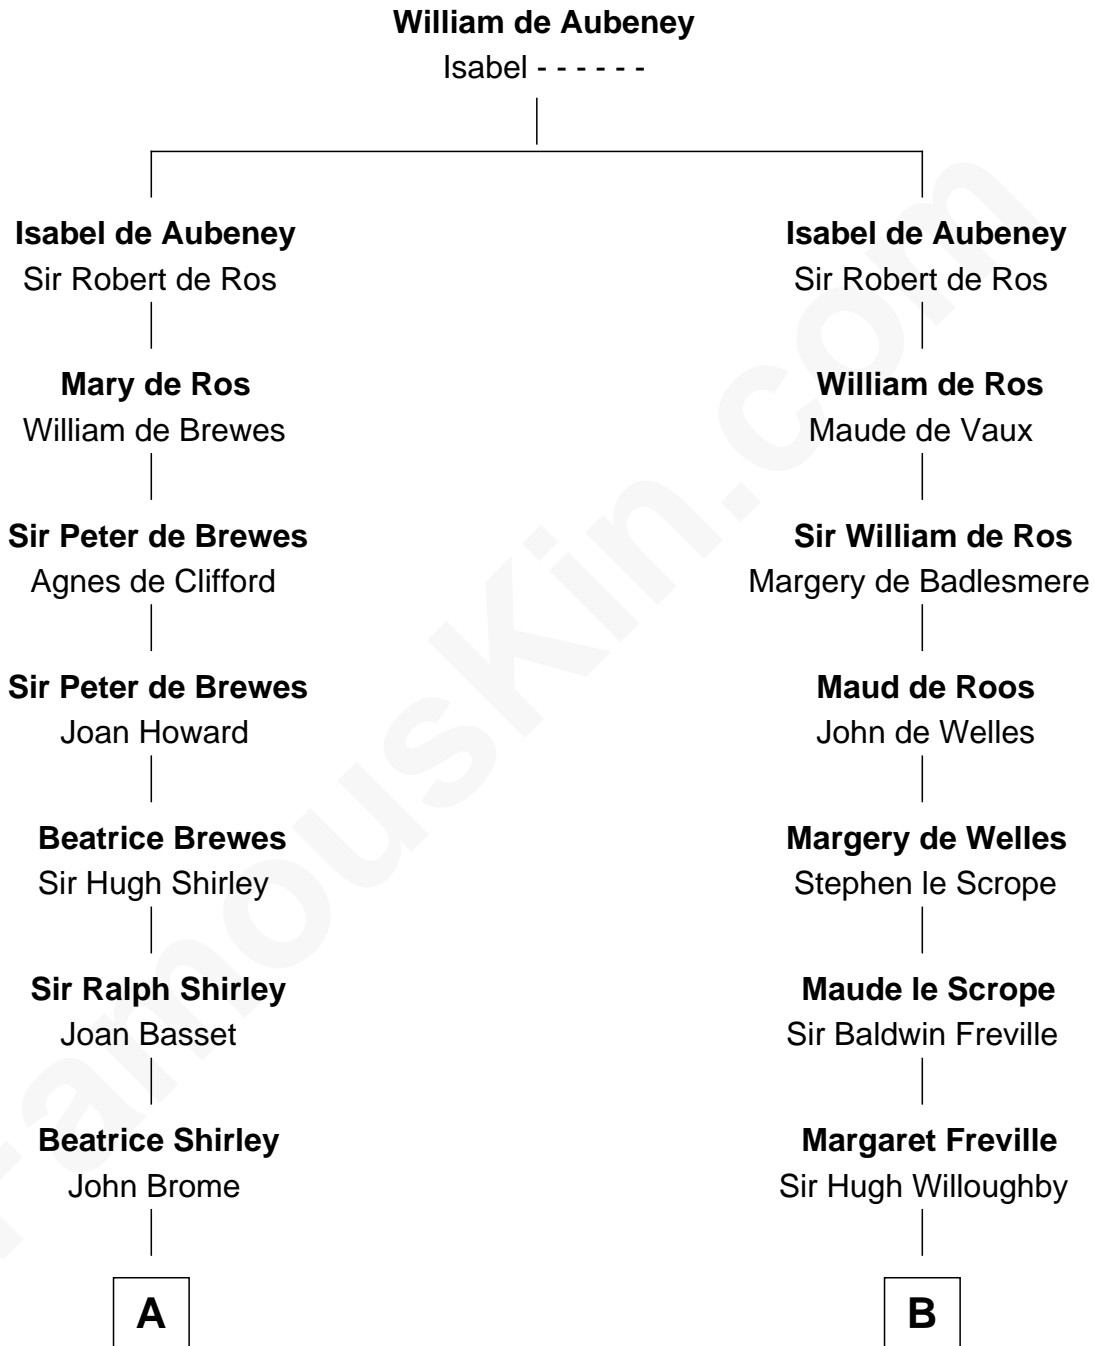 William de Aubeney
Isabel - - - - - -
Isabel de Aubeney
Sir Robert de Ros
Isabel de Aubeney
Sir Robert de Ros
Mary de Ros
William de Brewes
William de Ros
Maude de Vaux
Sir Peter de Brewes
Agnes de Clifford
Sir William de Ros
Margery de Badlesmere
Sir Peter de Brewes
Joan Howard
Maud de Roos
John de Welles
Beatrice Brewes
Sir Hugh Shirley
Margery de Welles
Stephen le Scrope
Sir Ralph Shirley
Joan Basset
Maude le Scrope
Sir Baldwin Freville
Beatrice Shirley
John Brome
Margaret Freville
Sir Hugh Willoughby
A
B
FamousKin.com